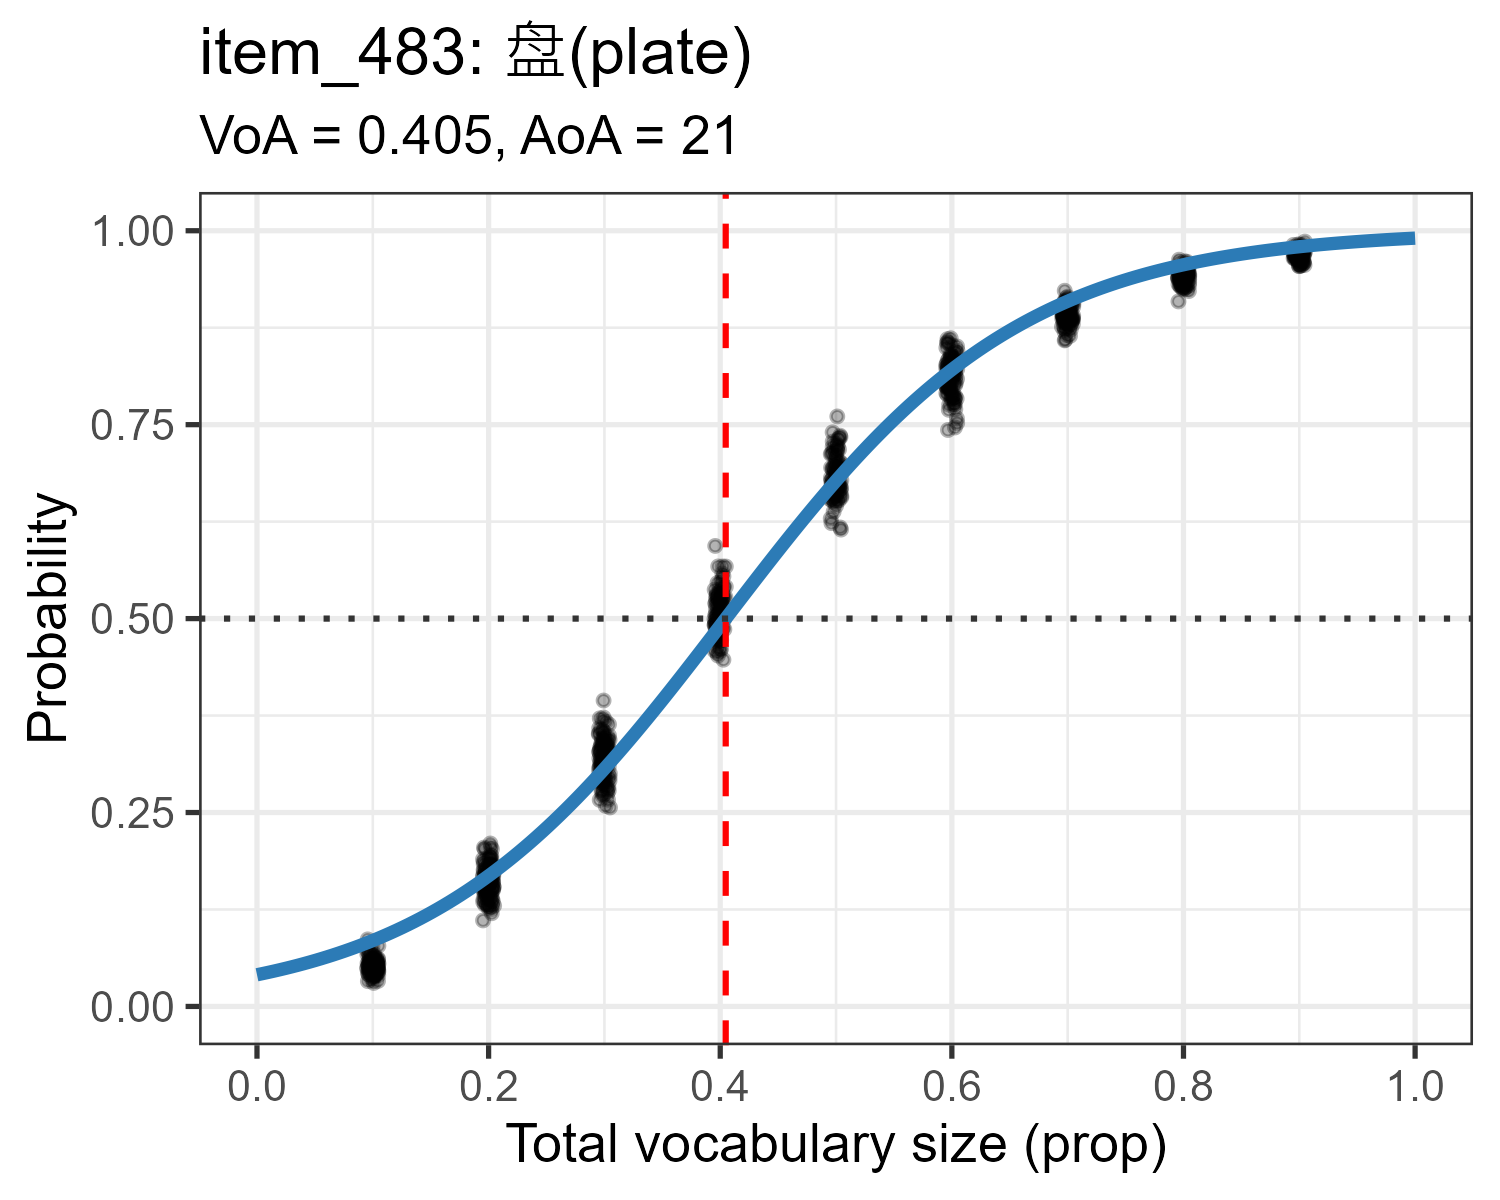 item_483: 盘(plate)
VoA = 0.405, AoA = 21
1.00
0.75
0.50
0.25
0.00
Probability
0.0 0.2 0.4 0.6 0.8 1.0
Total vocabulary size (prop)